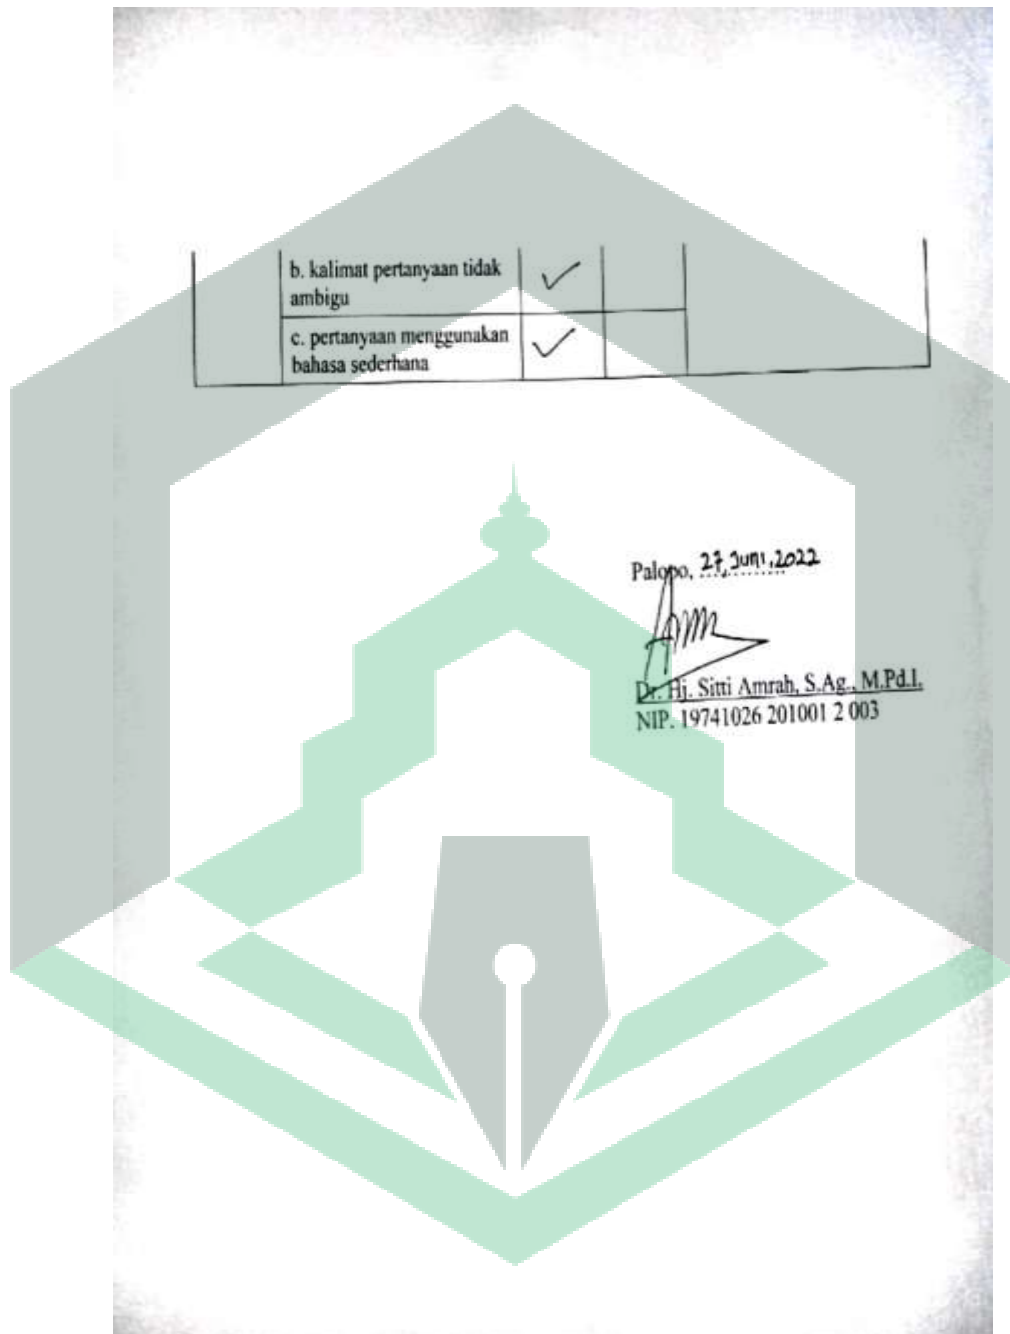 b. kalimat pertanyaan tidak
ambigu
✓
c. pertanyaan menggunakan
bahasa sederhana
✓
Palopo, 27, Juni, 2022
Dr. Hj. Sitti Amrah, S.Ag., M.Pd.I.
NIP. 19741026 201001 2 003